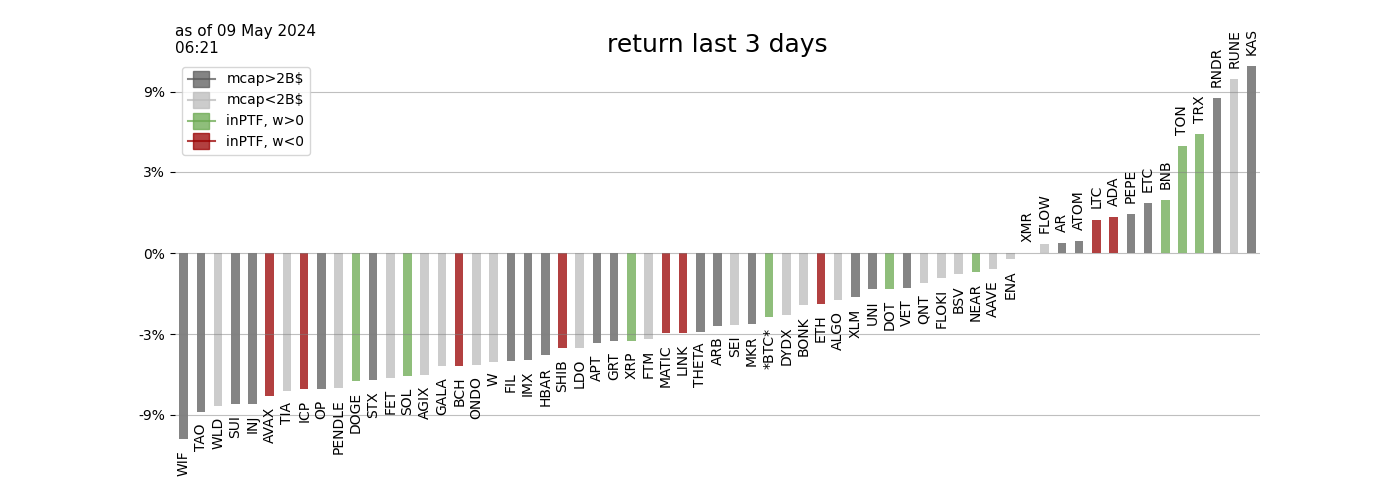 as of 09 May 2024
06:21
return last 3 days
mcap>2B$
mcap<2B$
inPTF, w>0
inPTF, w<0
9%
3%
0%
-3%
-9%
WIF
TAO
WLD
SUI
INJ
AVAX
TIA
ICP
OP
PENDLE
DOGE
STX
FET
SOL
AGIX
GALA
BCH
ONDO
W
FIL
IMX
HBAR
SHIB
LDO
APT
GRT
XRP
FTM
MATIC
LINK
THETA
ARB
SEI
MKR
*BTC*
DYDX
BONK
ETH
ALGO
XLM
UNI
DOT
VET
QNT
FLOKI
BSV
NEAR
AAVE
ENA
XMR
FLOW
AR
ATOM
LTC
ADA
PEPE
ETC
BNB
TON
TRX
RNDR
RUNE
KAS